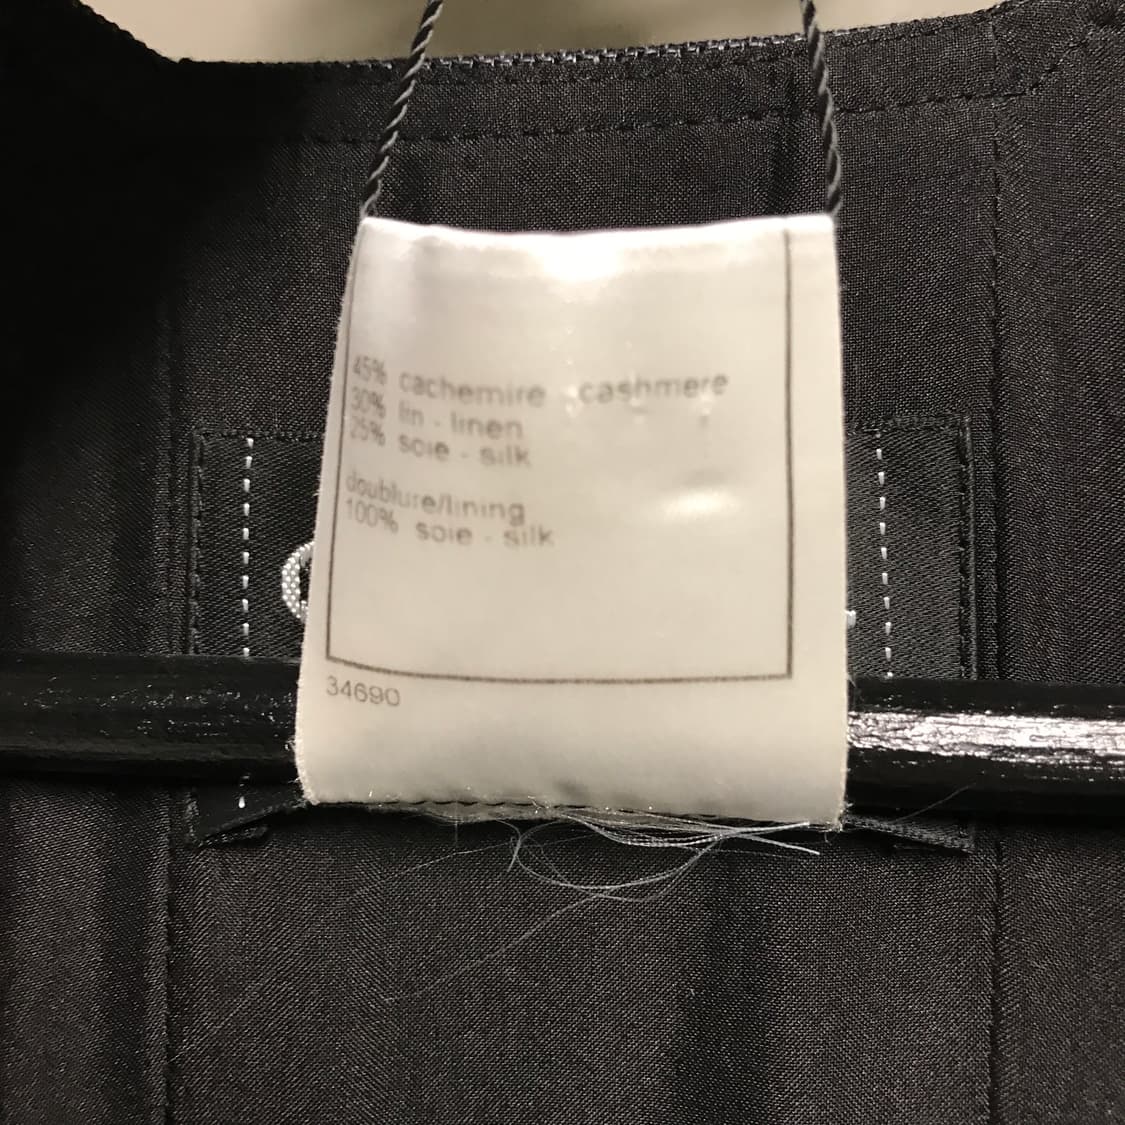 45% cachemire - cashmere
30% lin - linen
25% soie - silk
doublure/lining
100% soie - silk
34690